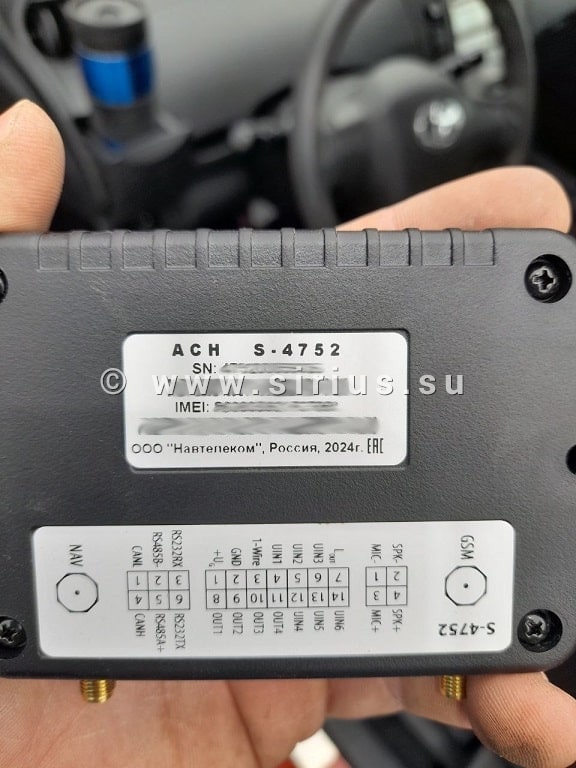 АСН S-4752
SN:
© www.sirius.su
IMEI:
ООО "Навтелеком", Россия, 2024г. EAC
NAV
CANL 1 4 CANH
RS485B- 2 5 RS485A+
RS232RX 3 6 RS232TX
1 8 OUT1
GND 2 9 OUT2
1-Wire 3 10 OUT3
UIN1 4 11 OUT4
UIN2 5 12 UIN4
UIN3 6 13 UIN5
7 14 UIN6
MIC- 1 3 MIC+
SPK- 2 4 SPK+
GSM
S-4752